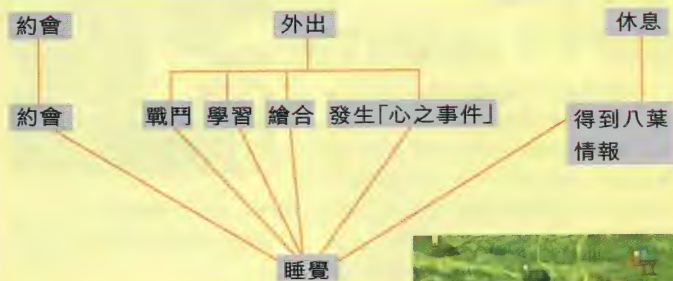 約會 外出 休息
約會 戰鬥 學習 繪合 發生「心之事件」 得到八葉
情報
睡覺